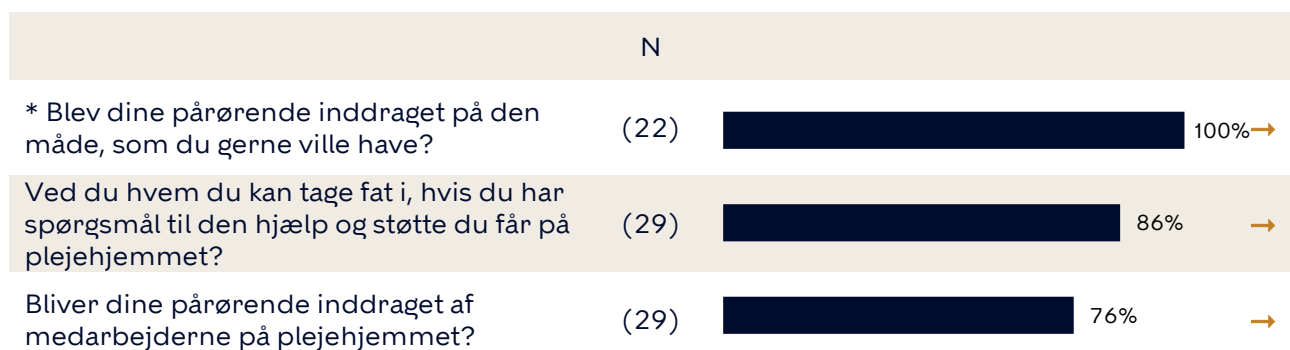 N
* Blev dine pårørende inddraget på den
måde, som du gerne ville have?
(22)
100%→
Ved du hvem du kan tage fat i, hvis du har
spørgsmål til den hjælp og støtte du får på
plejehjemmet?
(29)
86% →
Bliver dine pårørende inddraget af
medarbejderne på plejehjemmet?
(29)
76% →